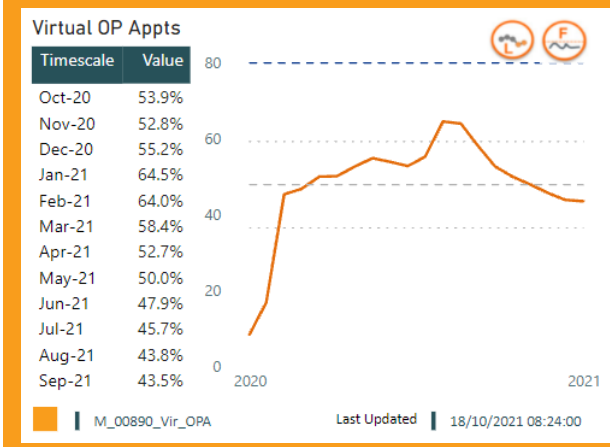 Virtual OP Appts
Timescale Value
Oct-20 53.9%
Nov-20 52.8%
Dec-20 55.2%
Jan-21 64.5%
Feb-21 64.0%
Mar-21 58.4%
Apr-21 52.7%
May-21 50.0%
Jun-21 47.9%
Jul-21 45.7%
Aug-21 43.8%
Sep-21 43.5%
L
F
80
60
40
20
0
2020 2021
M_00890_Vir_OPA
Last Updated 18/10/2021 08:24:00